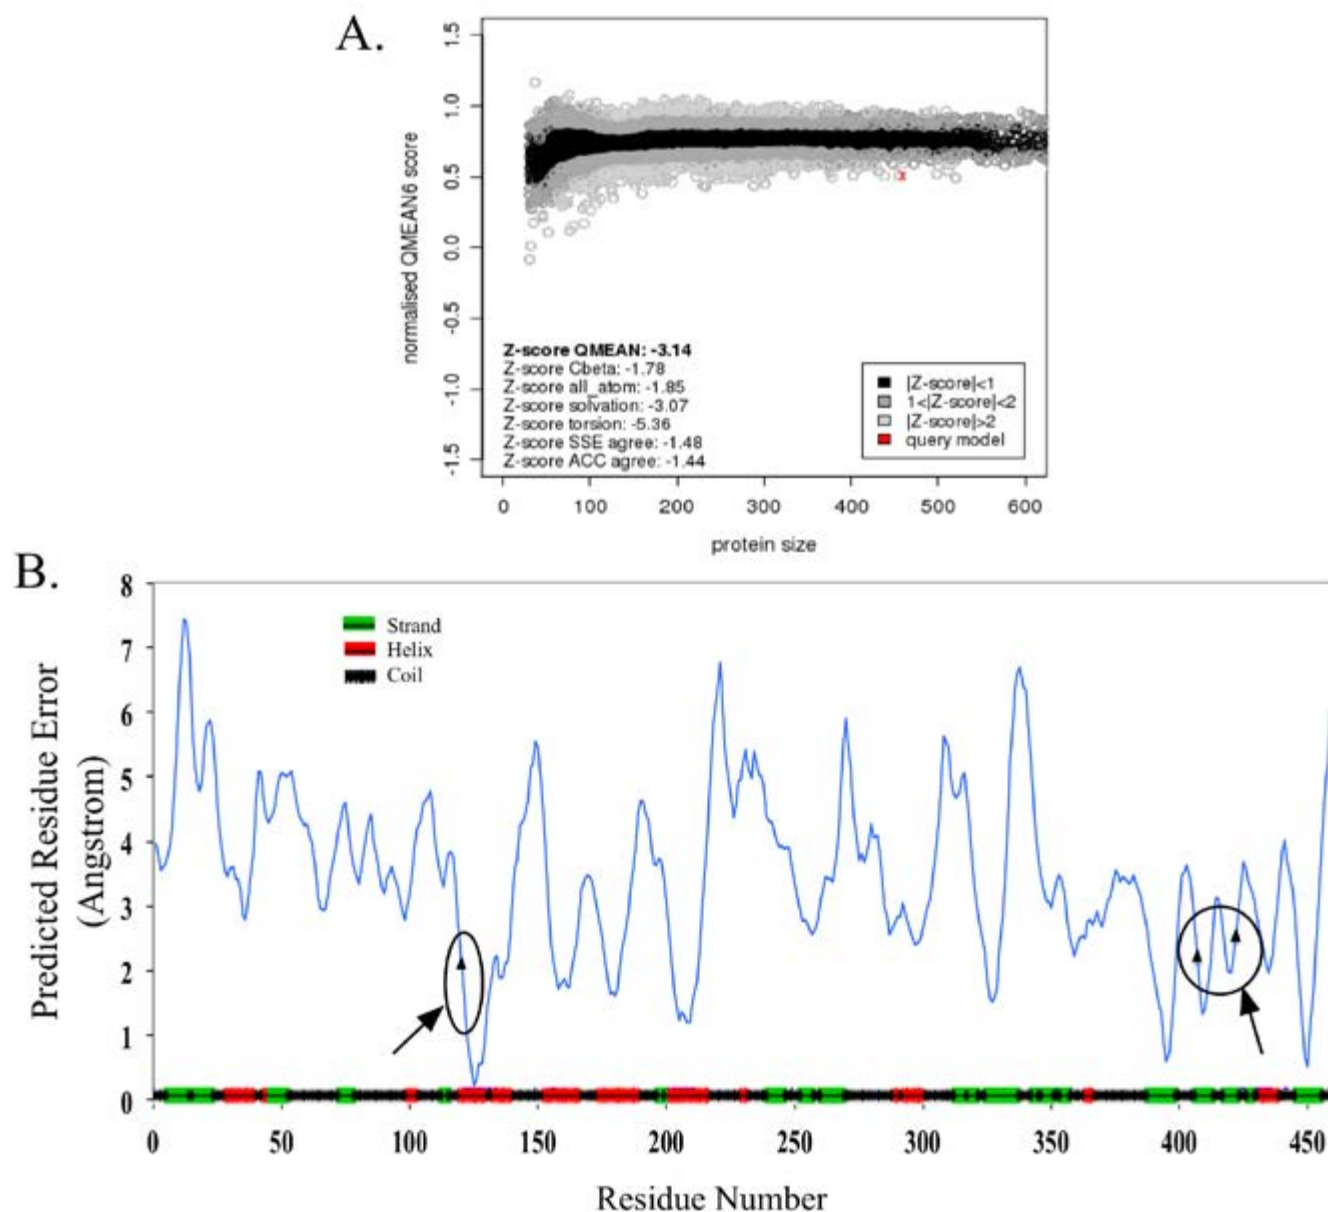 A.
normalised QMEAN6 score
1.5
1.0
0.5
0.0
-0.5
-1.0
-1.5
Z-score QMEAN: -3.14
Z-score Cbeta: -1.78
Z-score all_atom: -1.85
Z-score solvation: -3.07
Z-score torsion: -5.36
Z-score SSE agree: -1.48
Z-score ACC agree: -1.44
|Z-score|<1
1<|Z-score|<2
|Z-score|>2
query model
0 100 200 300 400 500 600
protein size
B.
Predicted Residue Error
(Angstrom)
8
7
6
5
4
3
2
1
0
Strand
Helix
Coil
0 50 100 150 200 250 300 350 400 450
Residue Number